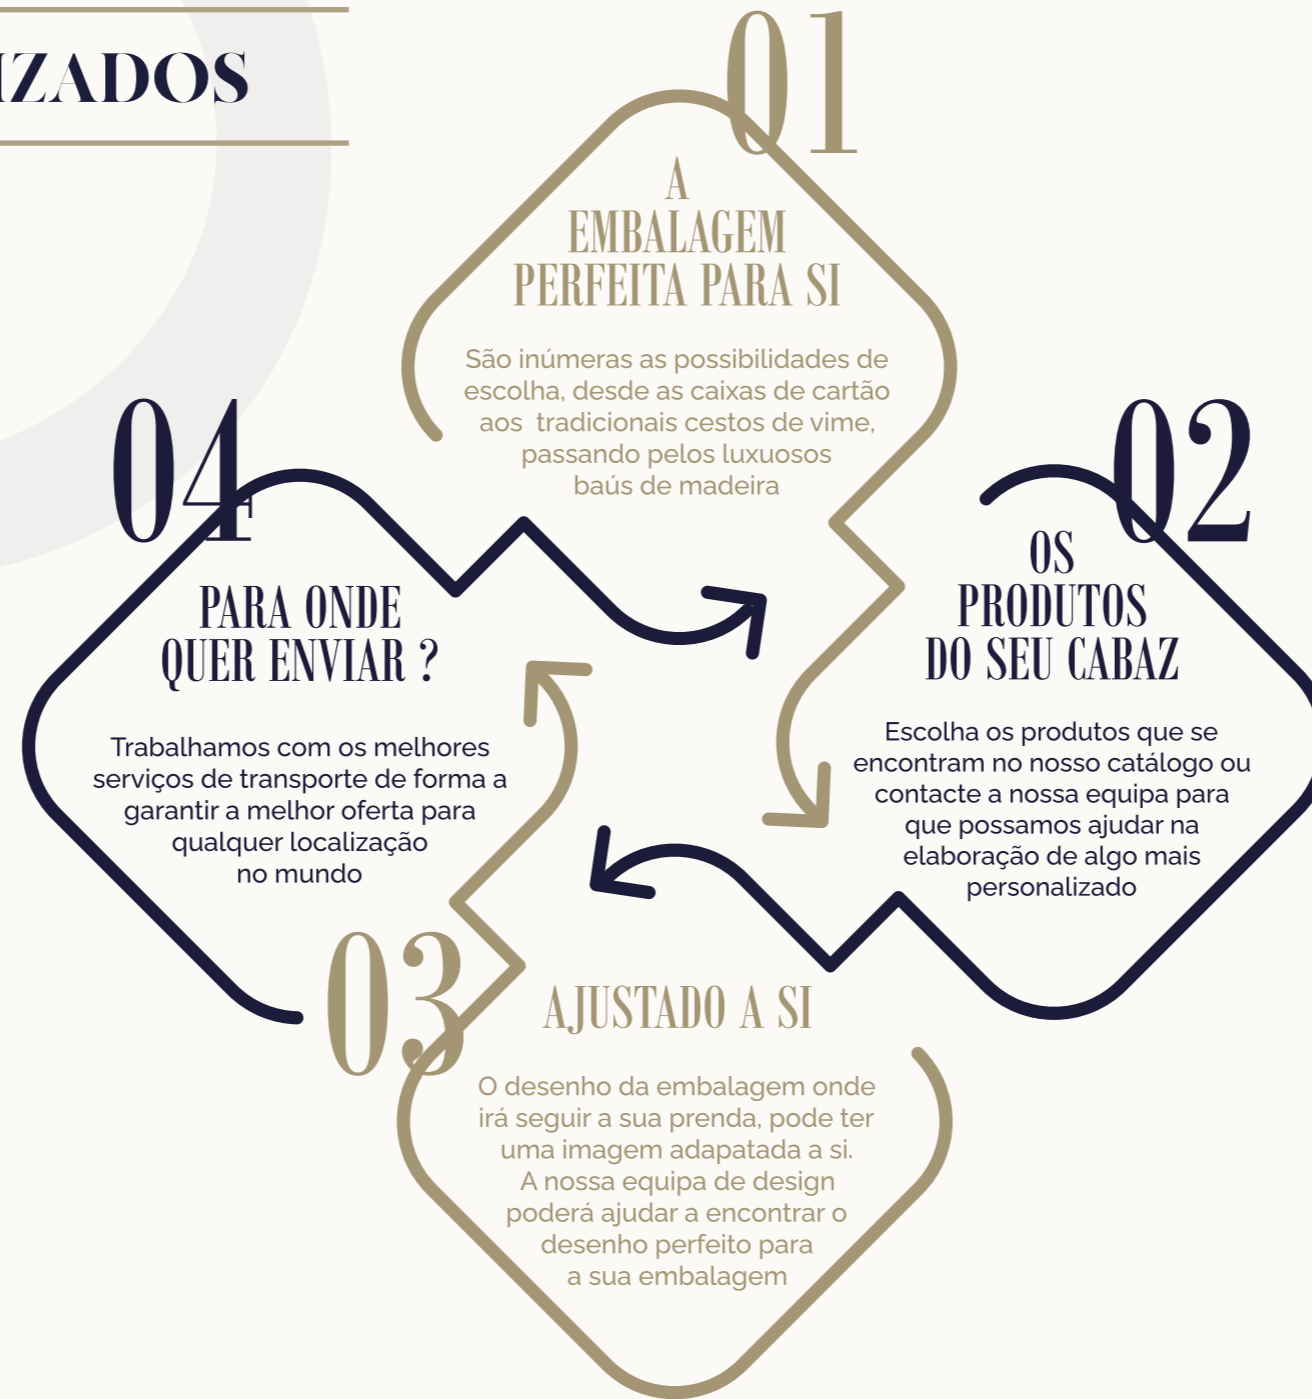 IZADOS
01
A
EMBALAGEM
PERFEITA PARA SI
São inúmeras as possibilidades de
escolha, desde as caixas de cartão
aos tradicionais cestos de vime,
passando pelos luxuosos
baús de madeira
02
OS
PRODUTOS
DO SEU CABAZ
Escolha os produtos que se
encontram no nosso catálogo ou
contacte a nossa equipa para
que possamos ajudar na
elaboração de algo mais
personalizado
03
AJUSTADO A SI
O desenho da embalagem onde
irá seguir a sua prenda, pode ter
uma imagem adapatada a si.
A nossa equipa de design
poderá ajudar a encontrar o
desenho perfeito para
a sua embalagem
04
PARA ONDE
QUER ENVIAR ?
Trabalhamos com os melhores
serviços de transporte de forma a
garantir a melhor oferta para
qualquer localização
no mundo